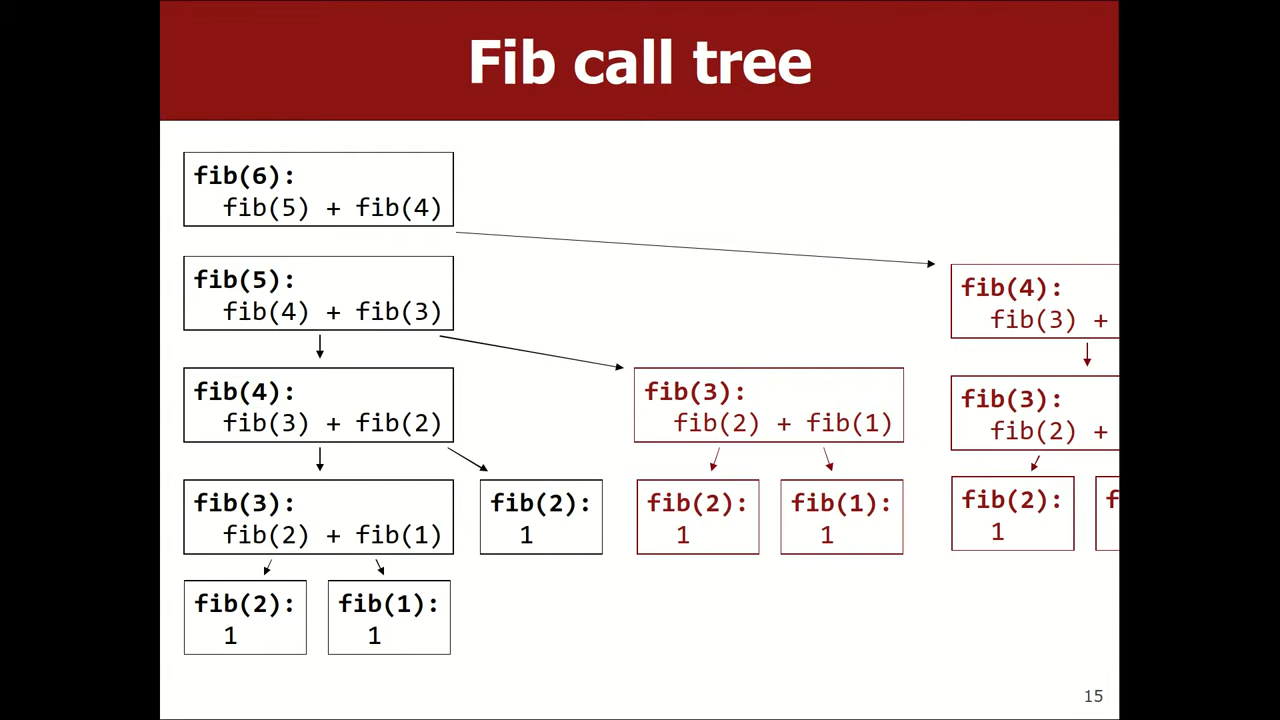 Fib call tree
fib(6):
fib(5) + fib(4)
fib(5):
fib(4) + fib(3)
fib(4):
fib(3) +
fib(4):
fib(3) + fib(2)
fib(3):
fib(2) + fib(1)
fib(3):
fib(2) +
fib(3):
fib(2) + fib(1)
fib(2):
1
fib(2):
1
fib(1):
1
fib(2):
1
f
fib(2):
1
fib(1):
1
15